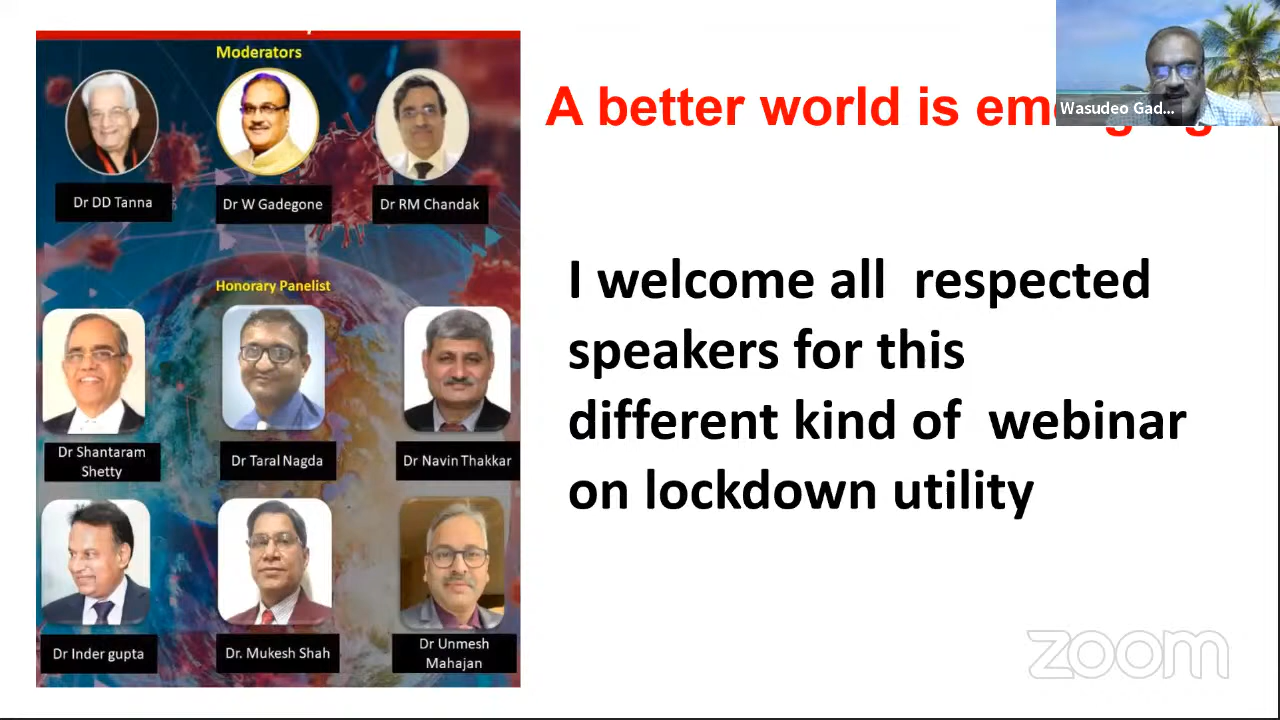 Moderators
Dr DD Tanna
Dr W Gadegone
Dr RM Chandak
Honorary Panelist
Dr Shantaram
Shetty
Dr Taral Nagda
Dr Navin Thakkar
Dr Inder gupta
Dr. Mukesh Shah
Dr Unmesh
Mahajan
A better world is
Wasudeo Gad...
I welcome all respected
speakers for this
different kind of webinar
on lockdown utility
zoom